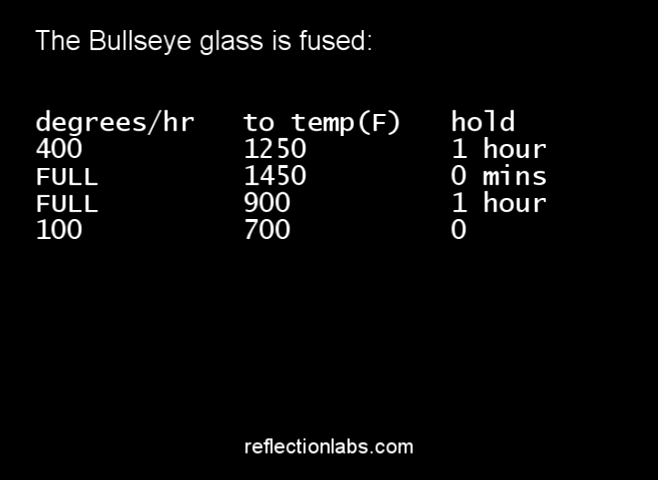 The Bullseye glass is fused:
degrees/hr to temp(F) hold
400 1250 1 hour
FULL 1450 0 mins
FULL 900 1 hour
100 700 0
reflectionlabs.com